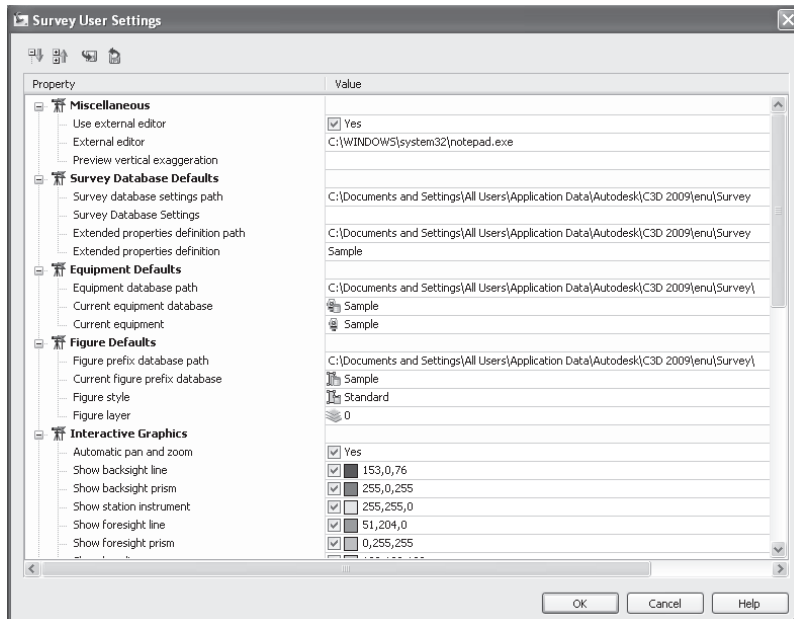 Survey User Settings
Property Value
Miscellaneous
Use external editor Yes
External editor C:\WINDOWS\system32\notepad.exe
Preview vertical exaggeration
Survey Database Defaults
Survey database settings path C:\Documents and Settings\All Users\Application Data\Autodesk\C3D 2009\enu\Survey
Survey Database Settings
Extended properties definition path C:\Documents and Settings\All Users\Application Data\Autodesk\C3D 2009\enu\Survey
Extended properties definition Sample
Equipment Defaults
Equipment database path C:\Documents and Settings\All Users\Application Data\Autodesk\C3D 2009\enu\Survey\
Current equipment database Sample
Current equipment Sample
Figure Defaults
Figure prefix database path C:\Documents and Settings\All Users\Application Data\Autodesk\C3D 2009\enu\Survey\
Current figure prefix database Sample
Figure style Standard
Figure layer 0
Interactive Graphics
Automatic pan and zoom Yes
Show backsight line 153,0,76
Show backsight prism 255,0,255
Show station instrument 255,255,0
Show foresight line 51,204,0
Show foresight prism 0,255,255
OK Cancel Help